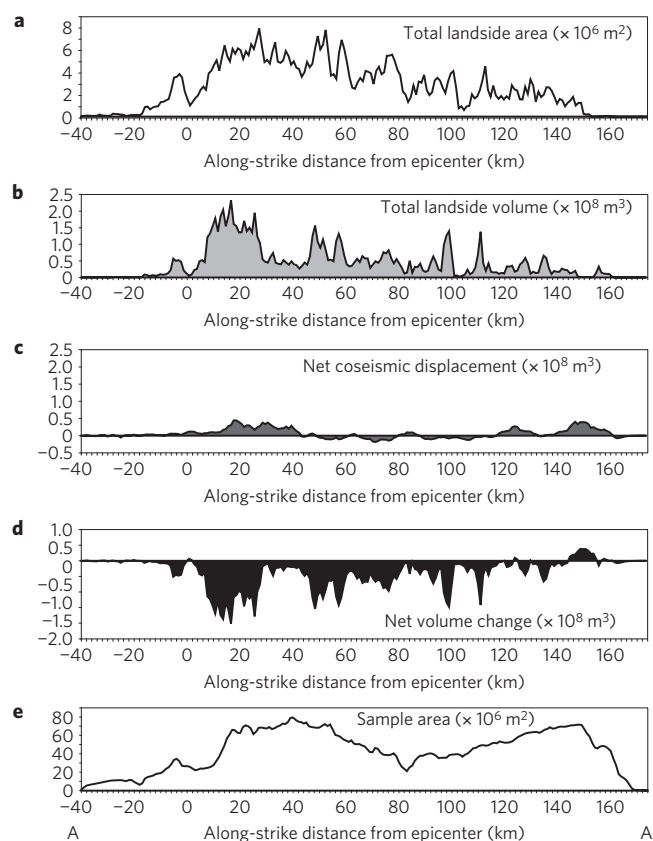 a
Total landside area (× 10⁶ m²)
8
6
4
2
0
−40 −20 0 20 40 60 80 100 120 140 160
Along-strike distance from epicenter (km)
b
Total landside volume (× 10⁸ m³)
2.5
2.0
1.5
1.0
0.5
0
−40 −20 0 20 40 60 80 100 120 140 160
Along-strike distance from epicenter (km)
c
Net coseismic displacement (× 10⁸ m³)
2.5
2.0
1.5
1.0
0.5
0
−0.5
−40 −20 0 20 40 60 80 100 120 140 160
Along-strike distance from epicenter (km)
d
1.0
0.5
0
−0.5
−1.0
−1.5
−2.0
Net volume change (× 10⁸ m³)
−40 −20 0 20 40 60 80 100 120 140 160
Along-strike distance from epicenter (km)
e
Sample area (× 10⁶ m²)
80
60
40
20
0
−40 −20 0 20 40 60 80 100 120 140 160
A Along-strike distance from epicenter (km) A